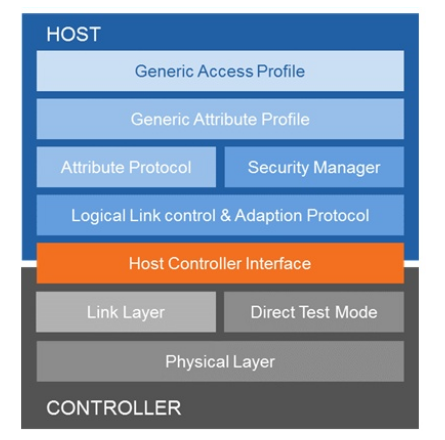 HOST
Generic Access Profile
Generic Attribute Profile
Attribute Protocol
Security Manager
Logical Link control & Adaption Protocol
Host Controller Interface
Link Layer
Direct Test Mode
Physical Layer
CONTROLLER